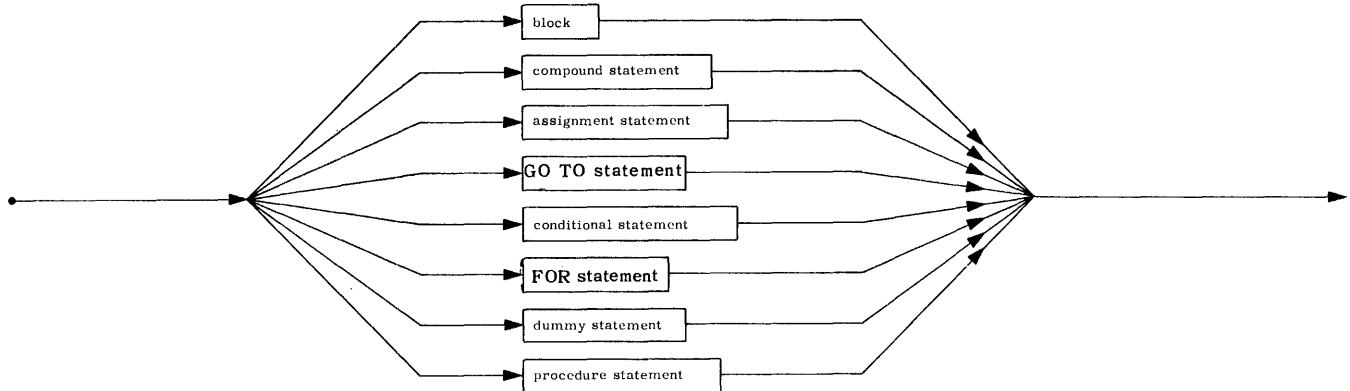 block
compound statement
assignment statement
GO TO statement
conditional statement
FOR statement
dummy statement
procedure statement